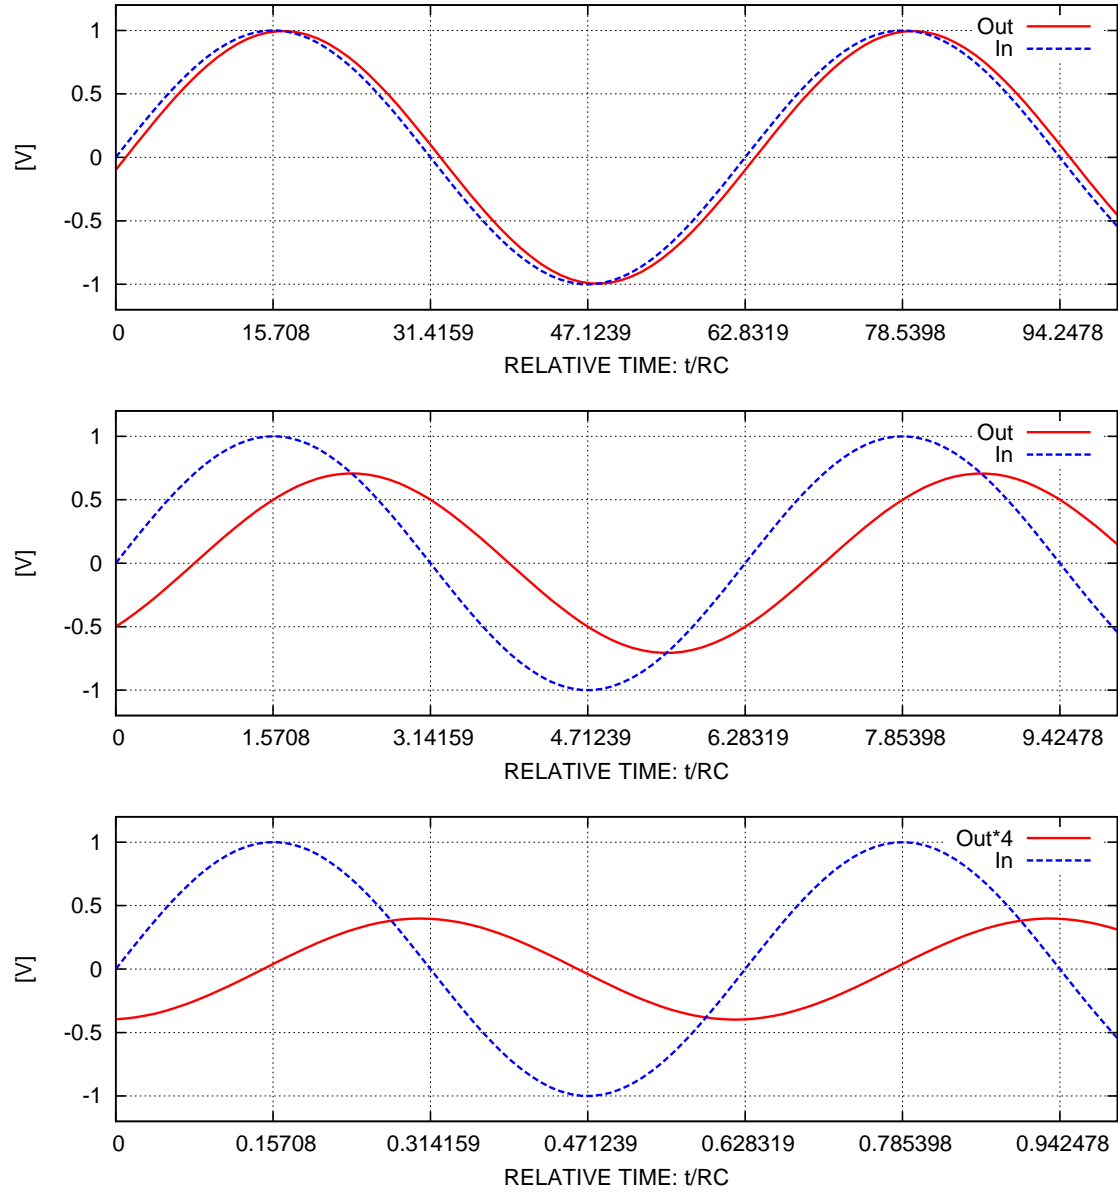 1
0.5
0
-0.5
-1
[V]
Out
In
0 15.708 31.4159 47.1239 62.8319 78.5398 94.2478
RELATIVE TIME: t/RC
1
0.5
0
-0.5
-1
[V]
Out
In
0 1.5708 3.14159 4.71239 6.28319 7.85398 9.42478
RELATIVE TIME: t/RC
1
0.5
0
-0.5
-1
[V]
Out*4
In
0 0.15708 0.314159 0.471239 0.628319 0.785398 0.942478
RELATIVE TIME: t/RC